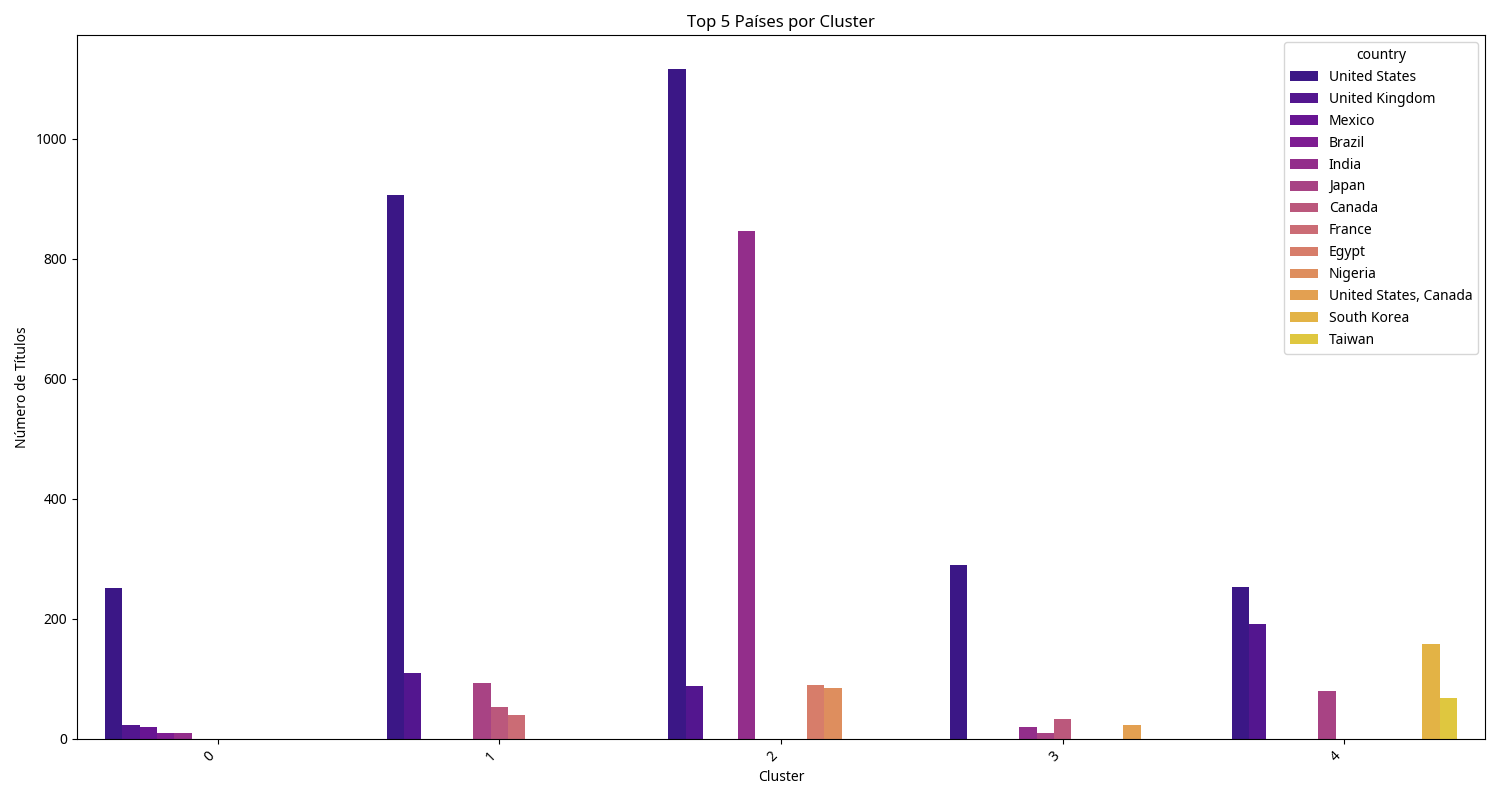 Top 5 Países por Cluster
country
United States
United Kingdom
Mexico
Brazil
India
Japan
Canada
France
Egypt
Nigeria
United States, Canada
South Korea
Taiwan
Número de Títulos
1000
800
600
400
200
0
0
1
2
3
4
Cluster